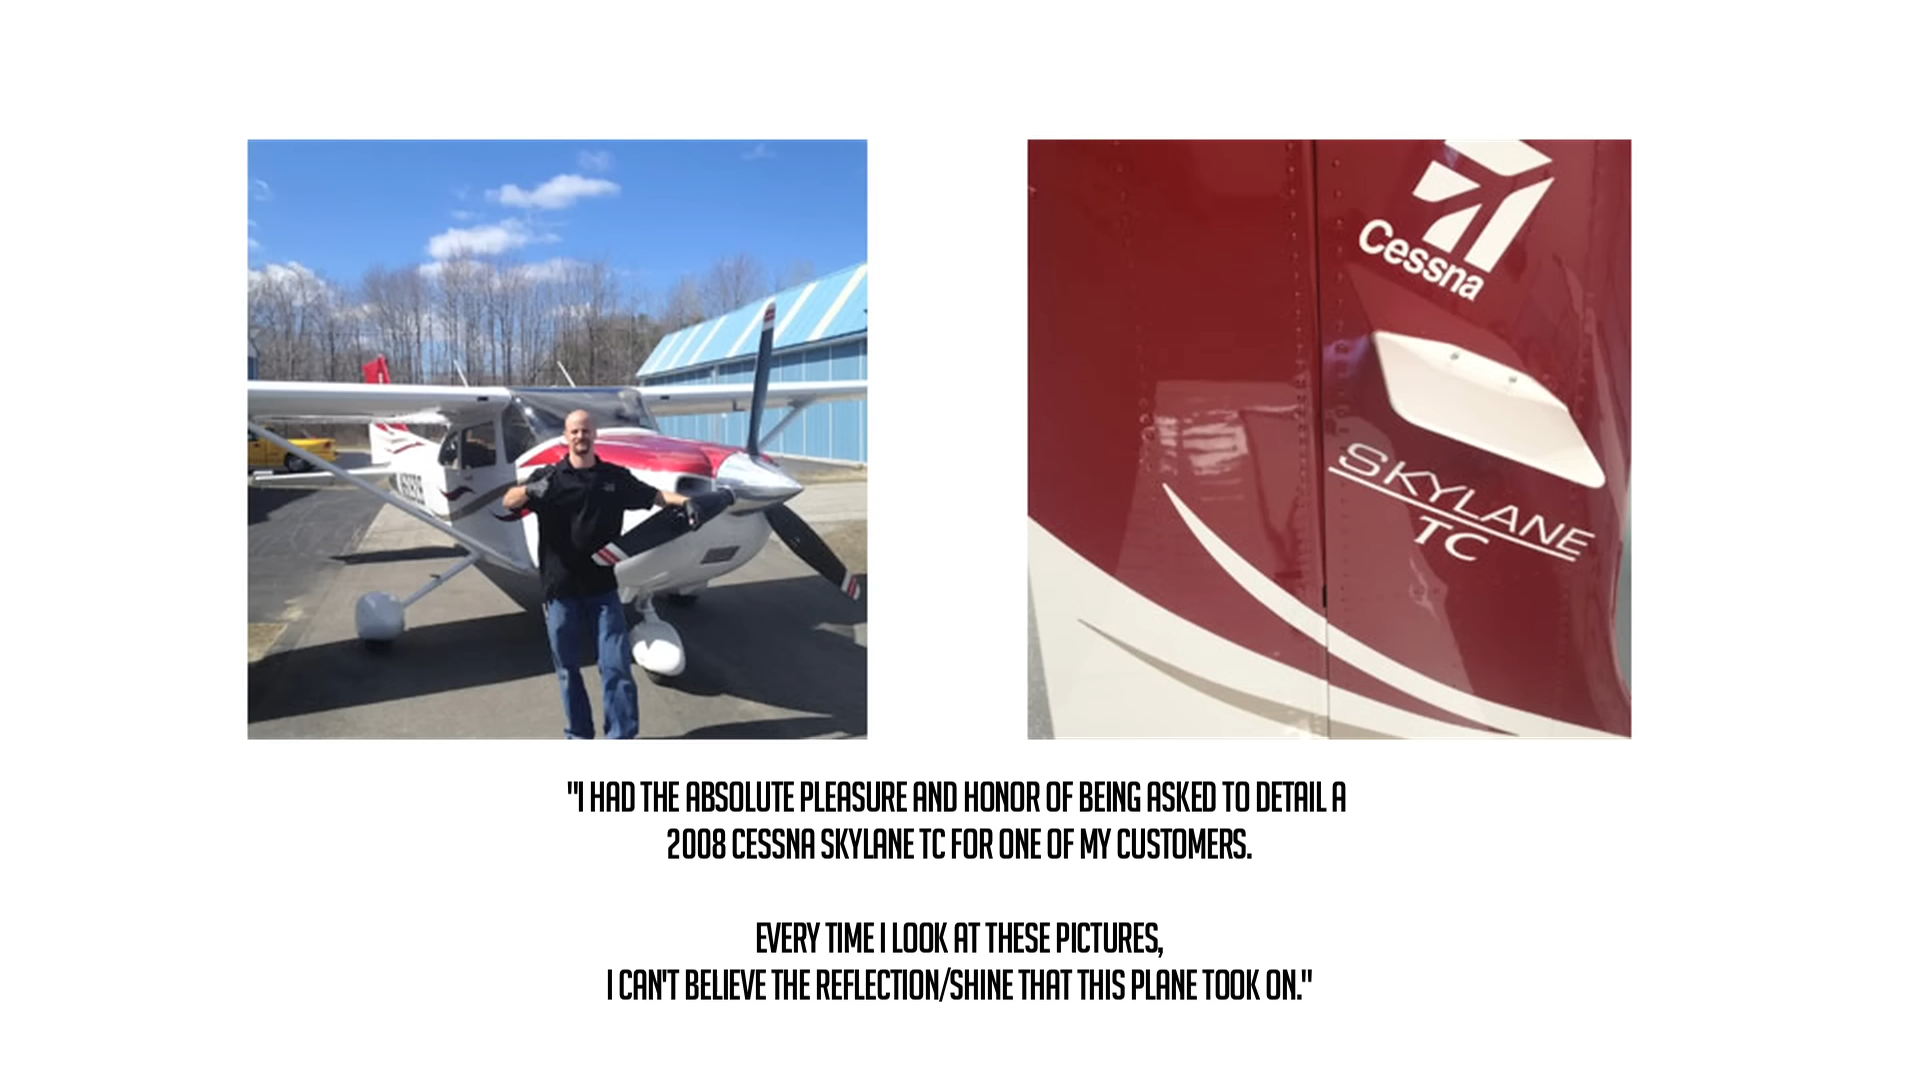 Cessna
SKYLANE
TC
"I HAD THE ABSOLUTE PLEASURE AND HONOR OF BEING ASKED TO DETAIL A
2008 CESSNA SKYLANE TC FOR ONE OF MY CUSTOMERS.
EVERY TIME I LOOK AT THESE PICTURES,
I CAN'T BELIEVE THE REFLECTION/SHINE THAT THIS PLANE TOOK ON."